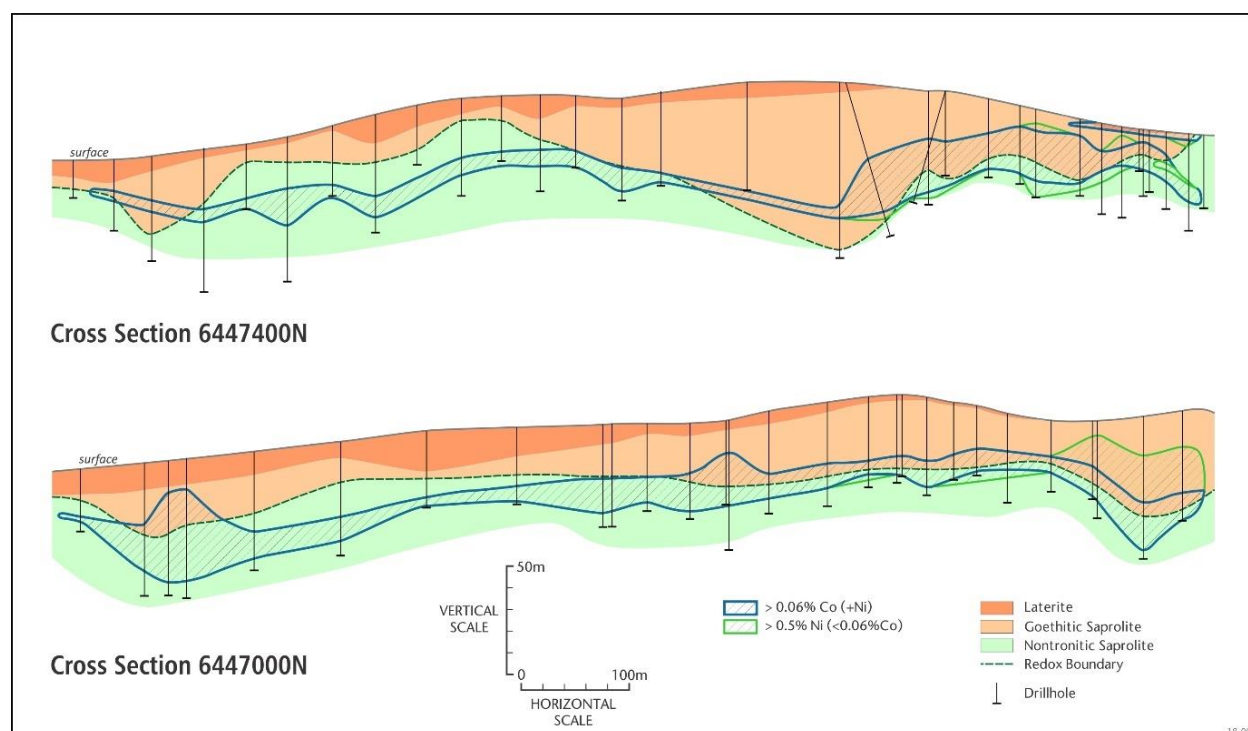 surface
Cross Section 6447400N
surface
Cross Section 6447000N
50m
VERTICAL
SCALE
0
100m
HORIZONTAL
SCALE
> 0.06% Co (+Ni)
> 0.5% Ni (<0.06%Co)
Laterite
Goethitic Saprolite
Nontronitic Saprolite
Redox Boundary
Drillhole